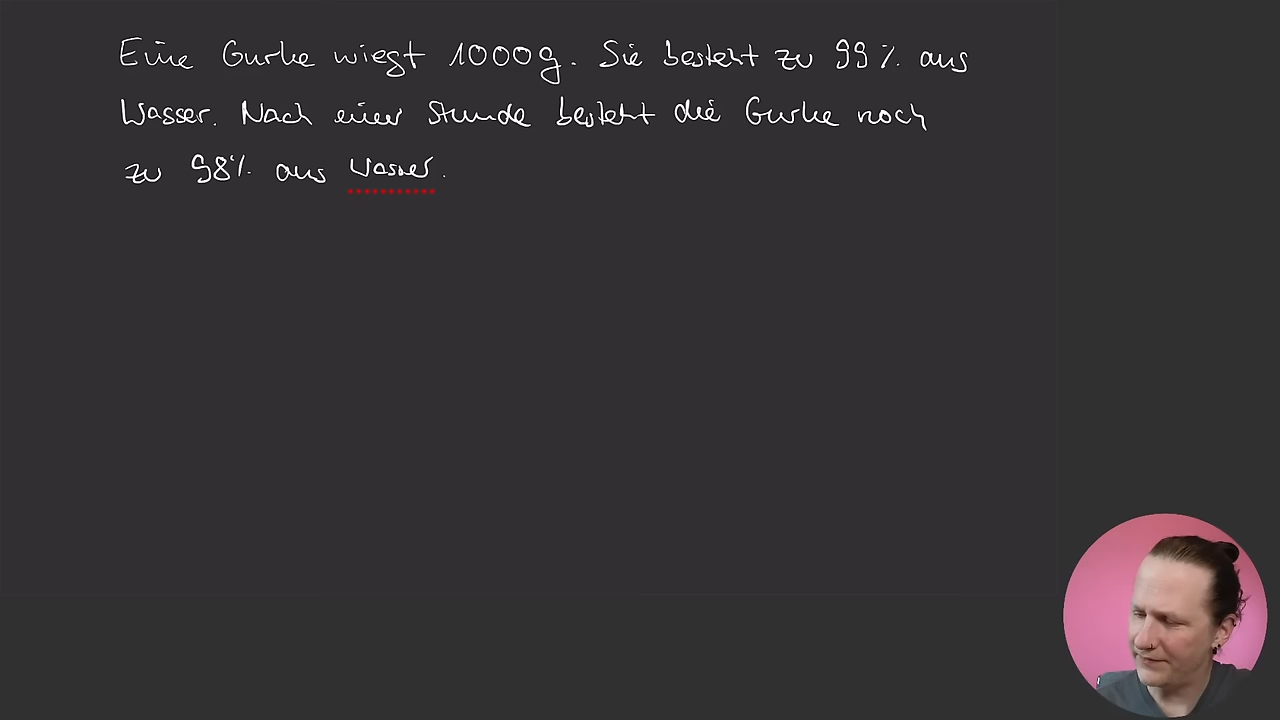 Eine Gurke wiegt 1000g. Sie besteht zu 99% aus
Wasser. Nach einer Stunde besteht die Gurke noch
zu 98% aus Wasser.